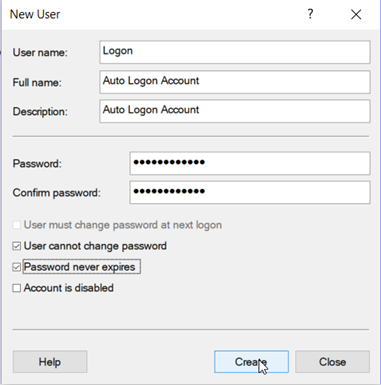 New User ?
User name: Logon
Full name: Auto Logon Account
Description: Auto Logon Account
Password: ●●●●●●●●●●●●
Confirm password: ●●●●●●●●●●●●
User must change password at next logon
User cannot change password
Password never expires
Account is disabled
Help Create Close